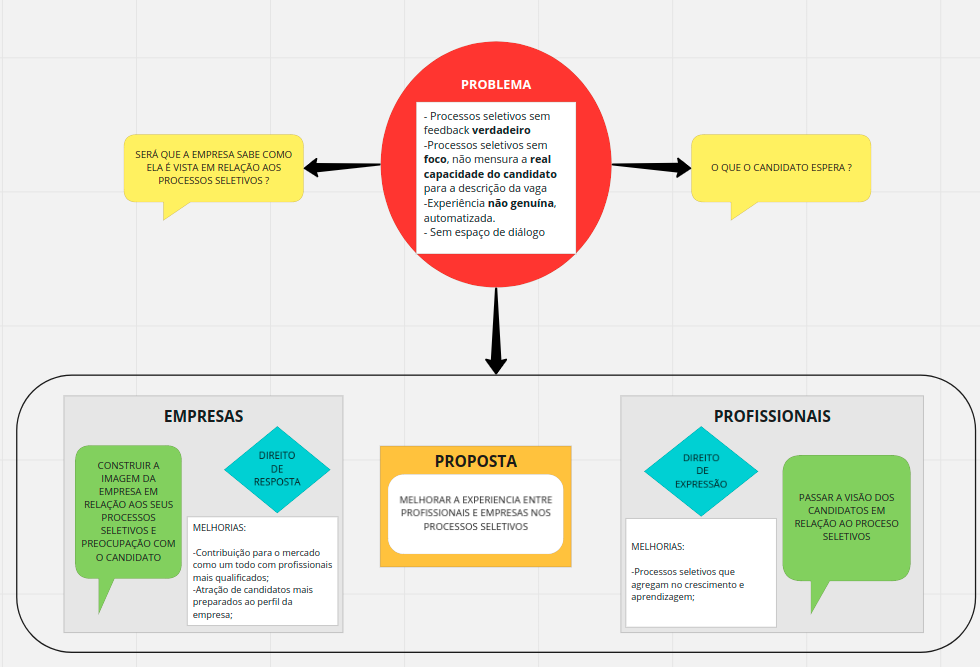 PROBLEMA
- Processos seletivos sem
feedback verdadeiro
-Processos seletivos sem
foco, não mensura a real
capacidade do candidato
para a descrição da vaga
-Experiência não genuína,
automatizada.
- Sem espaço de diálogo
SERÁ QUE A EMPRESA SABE COMO
ELA É VISTA EM RELAÇÃO AOS
PROCESSOS SELETIVOS ?
O QUE O CANDIDATO ESPERA ?
EMPRESAS
CONSTRUIR A
IMAGEM DA
EMPRESA EM
RELAÇÃO AOS SEUS
PROCESSOS
SELETIVOS E
PREOCUPAÇÃO COM
O CANDIDATO
DIREITO
DE
RESPOSTA
MELHORIAS:
-Contribuição para o mercado
como um todo com profissionais
mais qualificados;
-Atração de candidatos mais
preparados ao perfil da
empresa;
PROPOSTA
MELHORAR A EXPERIENCIA ENTRE
PROFISSIONAIS E EMPRESAS NOS
PROCESSOS SELETIVOS
PROFISSIONAIS
DIREITO
DE
EXPRESSÃO
MELHORIAS:
-Processos seletivos que
agregam no crescimento e
aprendizagem;
PASSAR A VISÃO DOS
CANDIDATOS EM
RELAÇÃO AO PROCESO
SELETIVOS